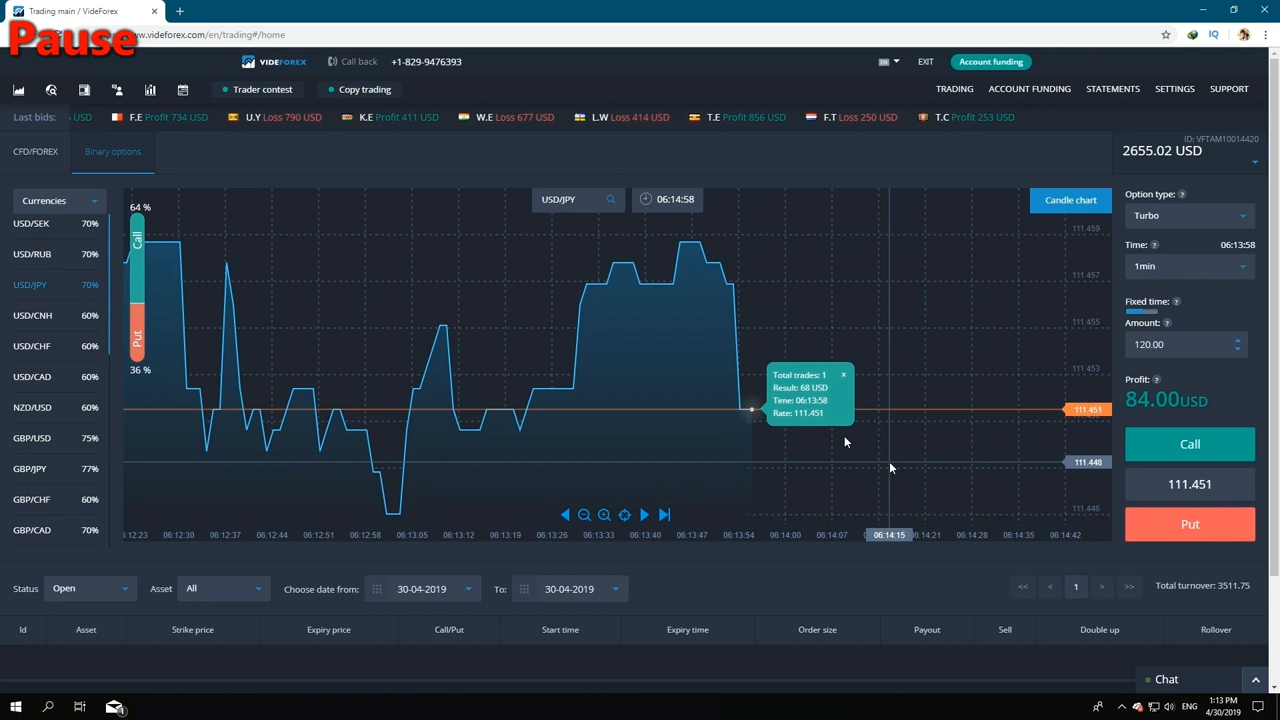 Trading main / VideForex
Pause
www.videforex.com/en/trading#/home
VIDEFOREX
Call back
+1-829-9476393
EN
EXIT
Account funding
Trader contest
Copy trading
TRADING
ACCOUNT FUNDING
STATEMENTS
SETTINGS
SUPPORT
Last bids:
USD
F.E Profit 734 USD
U.Y Loss 790 USD
K.E Profit 411 USD
W.E Loss 677 USD
L.W Loss 414 USD
T.E Profit 856 USD
F.T Loss 250 USD
T.C Profit 253 USD
CFD/FOREX
Binary options
ID: VFTAM10014420
2655.02 USD
Currencies
USD/SEK 70%
USD/RUB 70%
USD/JPY 70%
USD/CNH 60%
USD/CHF 60%
USD/CAD 60%
NZD/USD 60%
GBP/USD 75%
GBP/JPY 77%
GBP/CHF 60%
GBP/CAD 70%
64 %
Call
Put
36 %
USD/JPY
06:14:58
Candle chart
111.459
111.457
111.455
111.453
111.451
111.448
111.446
Total trades: 1 x
Result: 68 USD
Time: 06:13:58
Rate: 111.451
:12:23
06:12:30
06:12:37
06:12:44
06:12:51
06:12:58
06:13:05
06:13:12
06:13:19
06:13:26
06:13:33
06:13:40
06:13:47
06:13:54
06:14:00
06:14:07
06:14:15
6:14:21
06:14:28
06:14:35
06:14:42
Option type: ?
Turbo
Time: ? 06:13:58
1min
Fixed time: ?
Amount: ?
120.00
Profit: ?
84.00USD
Call
111.451
Put
Status
Open
Asset
All
Choose date from:
30-04-2019
To:
30-04-2019
<<
<
1
>
>>
Total turnover: 3511.75
Id
Asset
Strike price
Expiry price
Call/Put
Start time
Expiry time
Order size
Payout
Sell
Double up
Rollover
Chat
ENG
1:13 PM
4/30/2019